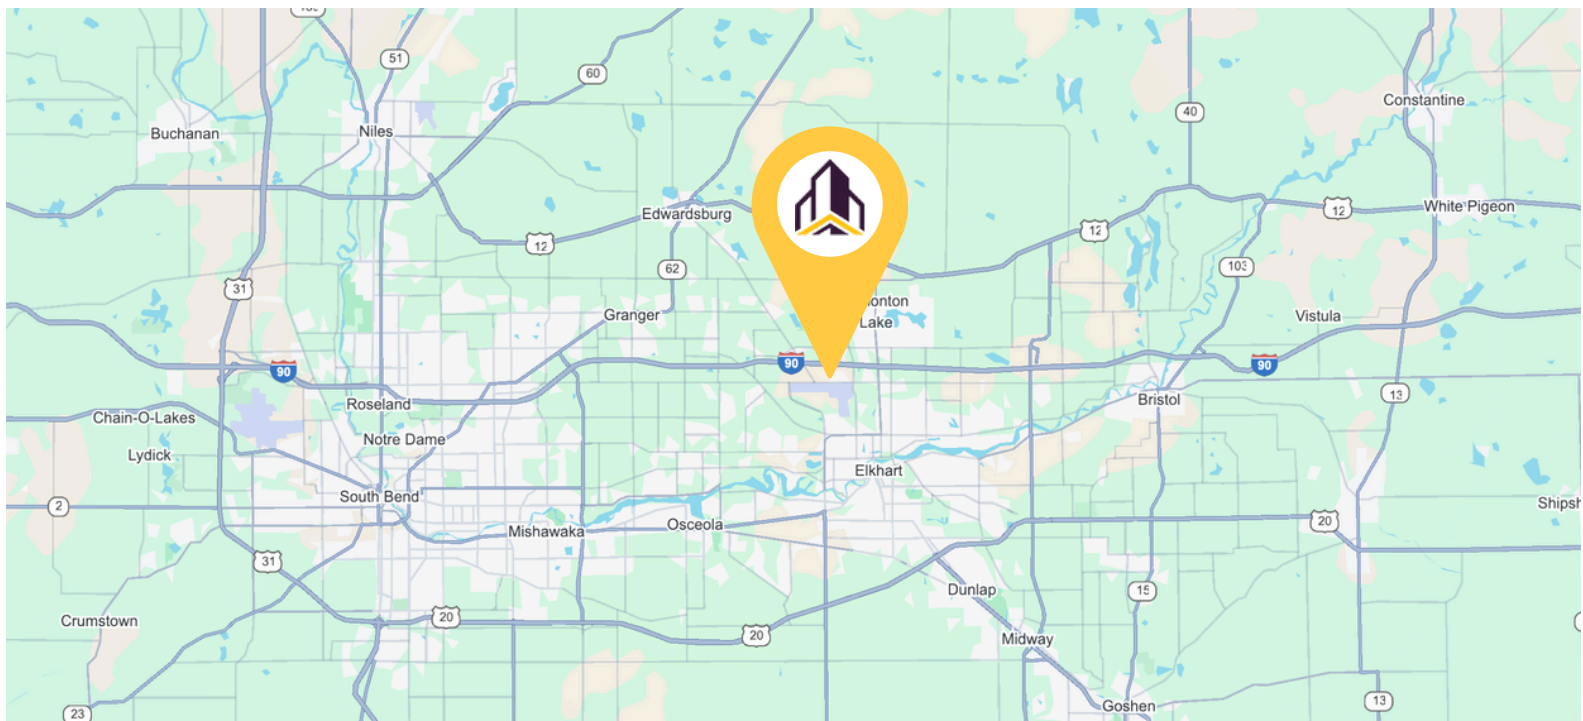 51
60
Buchanan
Niles
40
Constantine
Edwardsburg
12
12
12
White Pigeon
62
103
31
Granger
onton
Lake
Vistula
90
90
90
Roseland
13
Bristol
Chain-O-Lakes
Notre Dame
Lydick
Elkhart
South Bend
2
Mishawaka
Osceola
20
Shipsh
31
Dunlap
15
Crumstown
20
20
Midway
23
Goshen
13